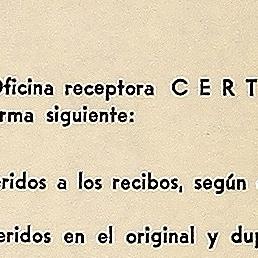 Oficina receptora C E R T
rma siguiente:
eridos a los recibos, según
eridos en el original y dup